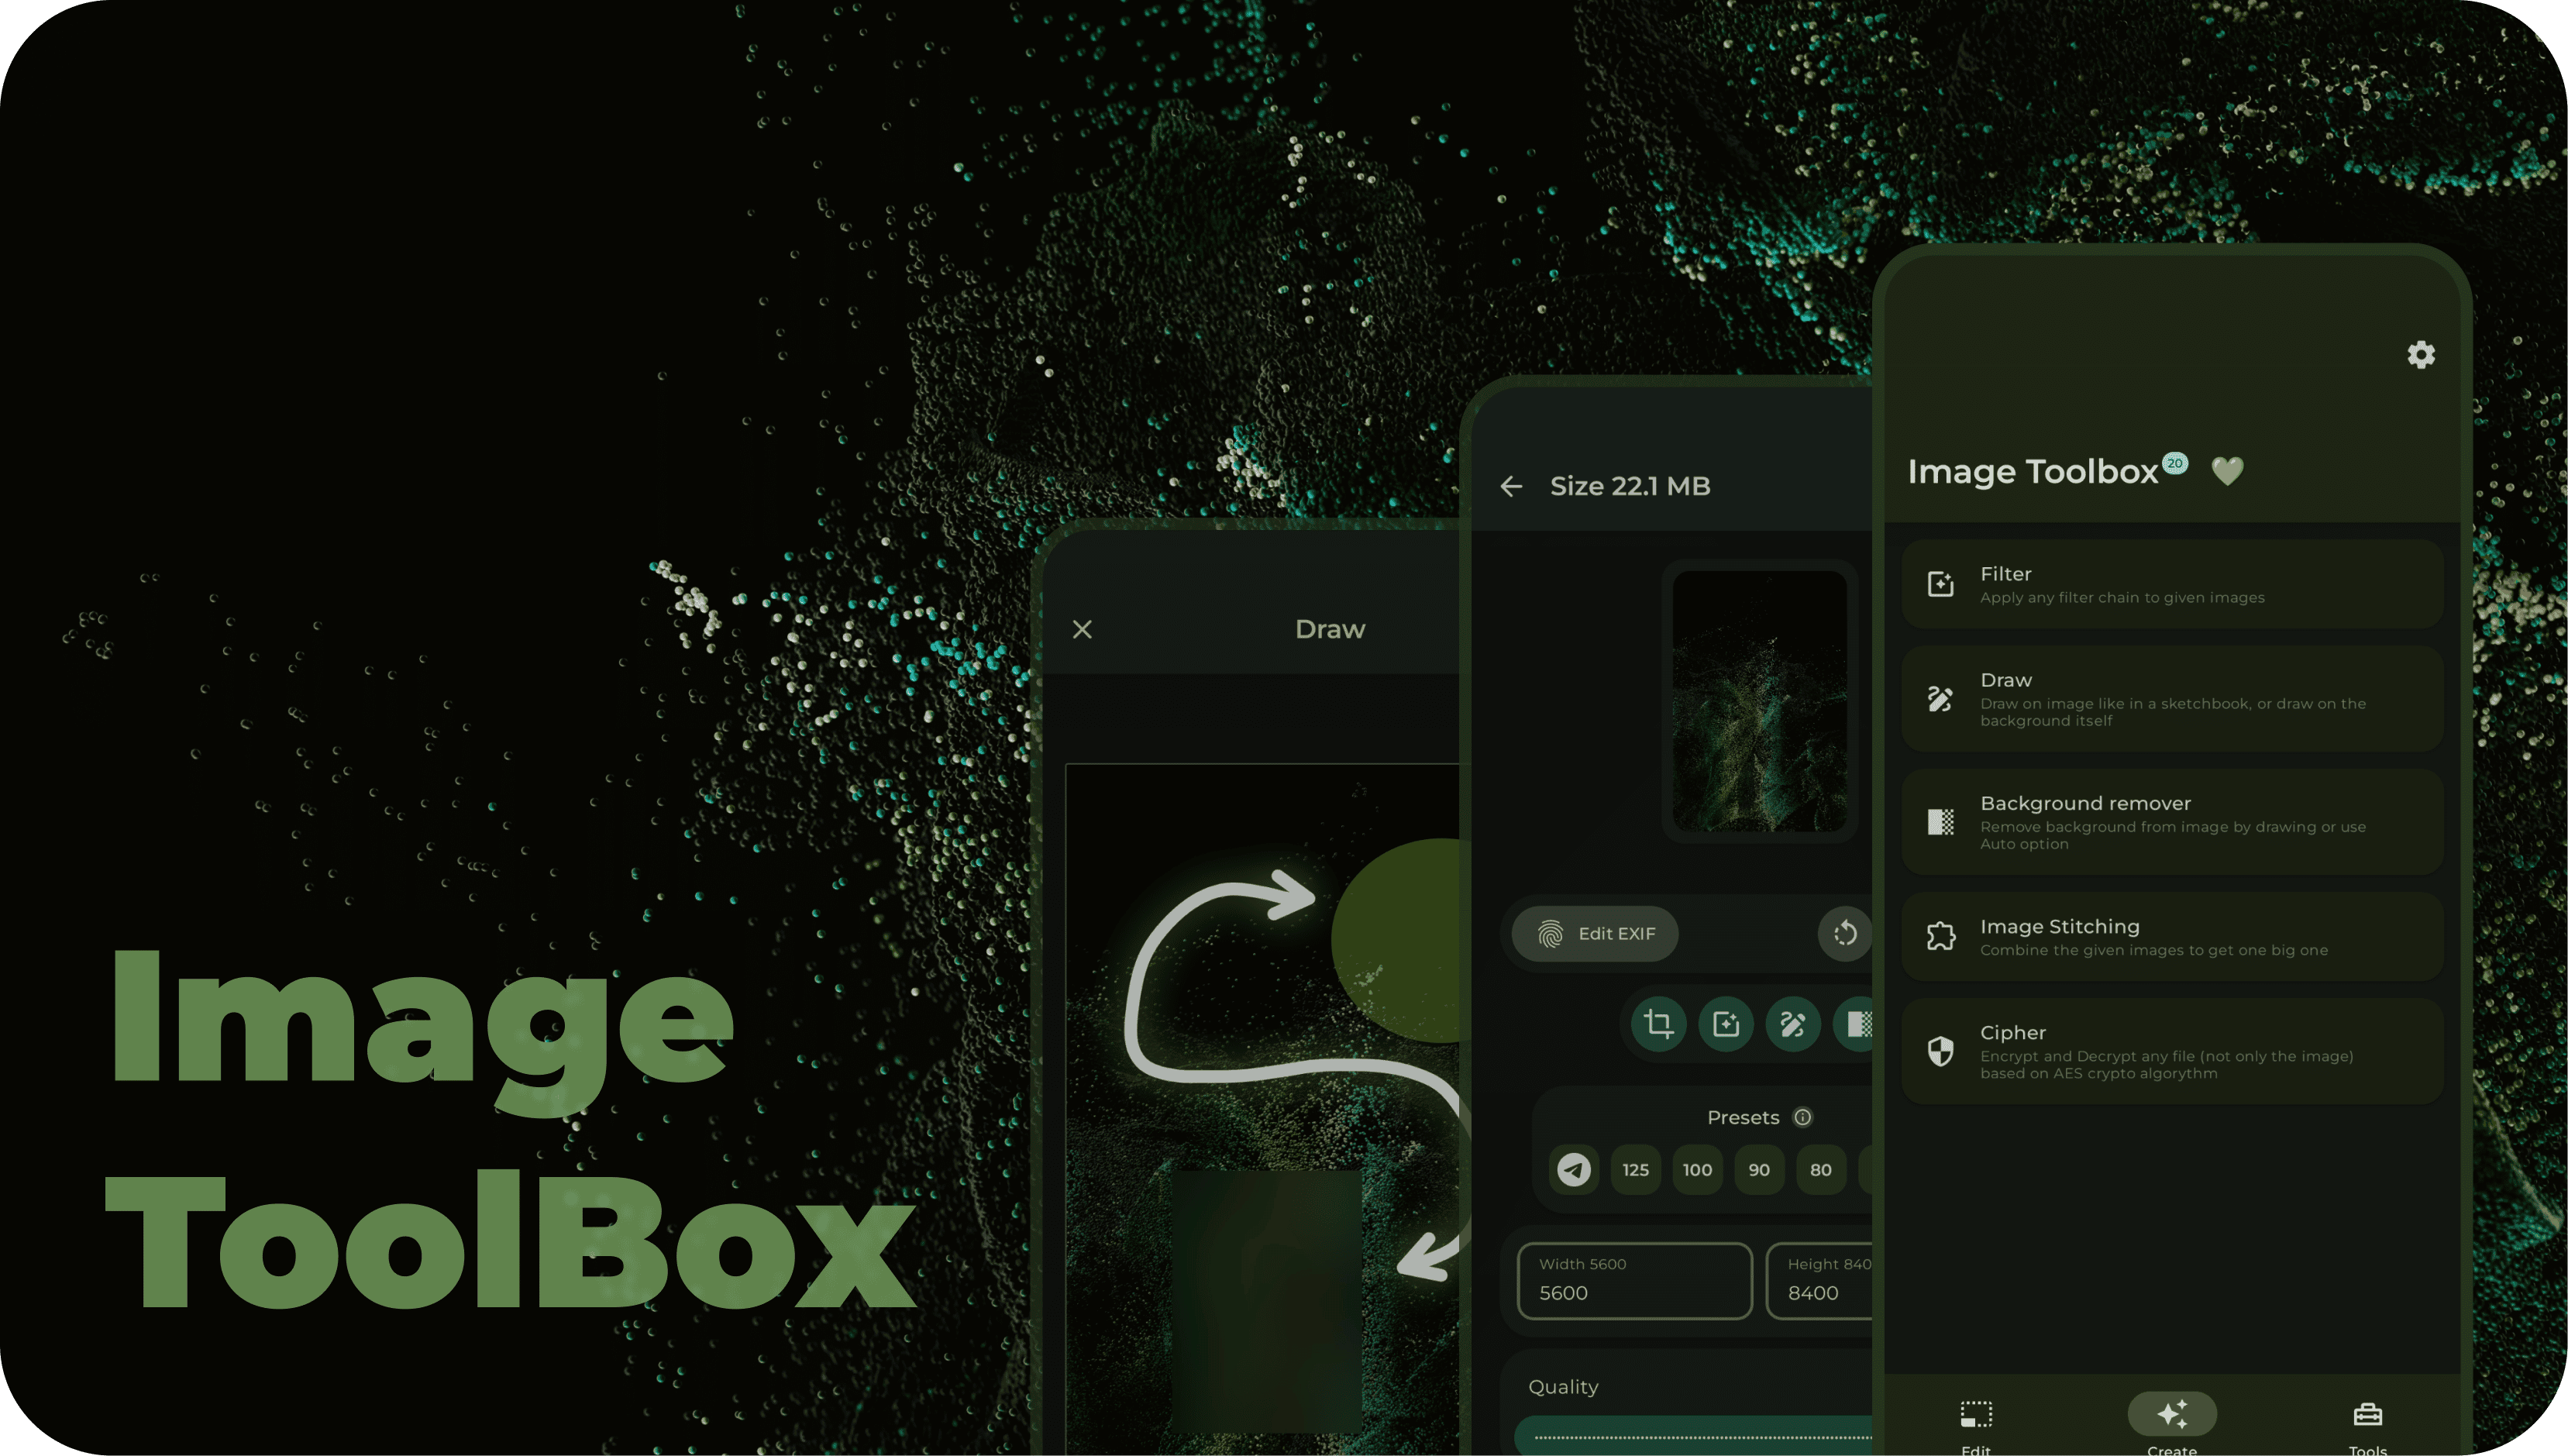 Image
ToolBox
Draw
Size 22.1 MB
Edit EXIF
Presets
125 100 90 80
Width 5600
5600
Height 840
8400
Quality
Image Toolbox 20
Filter
Apply any filter chain to given images
Draw
Draw on image like in a sketchbook, or draw on the
background itself
Background remover
Remove background from image by drawing or use
Auto option
Image Stitching
Combine the given images to get one big one
Cipher
Encrypt and Decrypt any file (not only the image)
based on AES crypto algorythm
Edit Create Tools